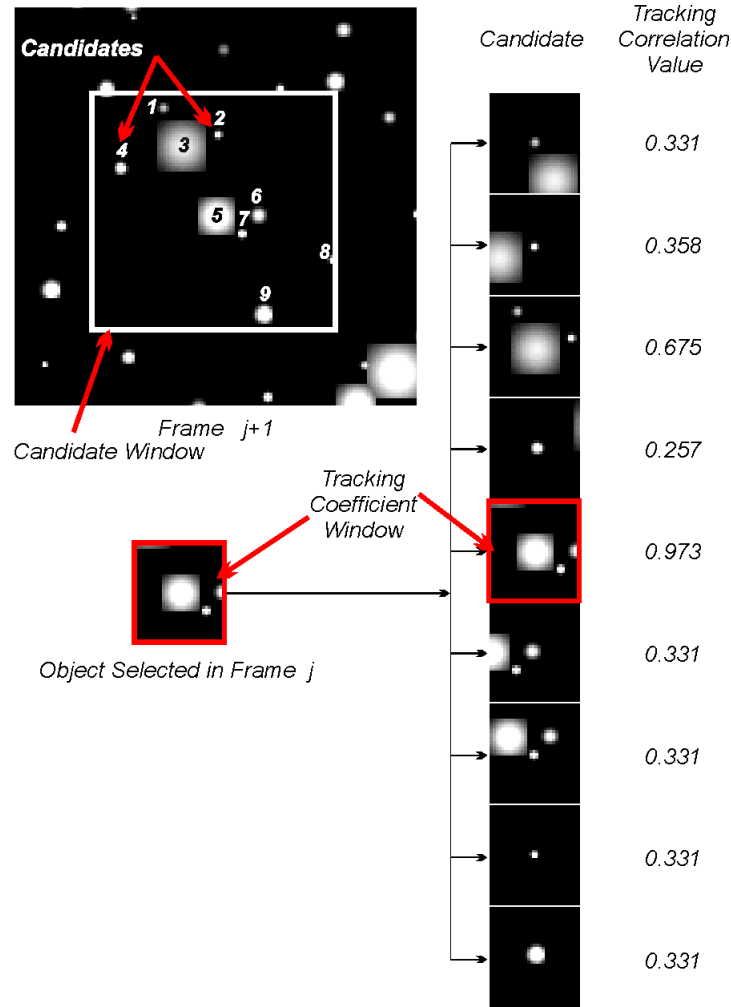 Candidates
1
2
3
4
5
6
7
8
9
Frame j+1
Candidate Window
Tracking
Coefficient
Window
Object Selected in Frame j
Candidate
Tracking
Correlation
Value
0.331
0.358
0.675
0.257
0.973
0.331
0.331
0.331
0.331